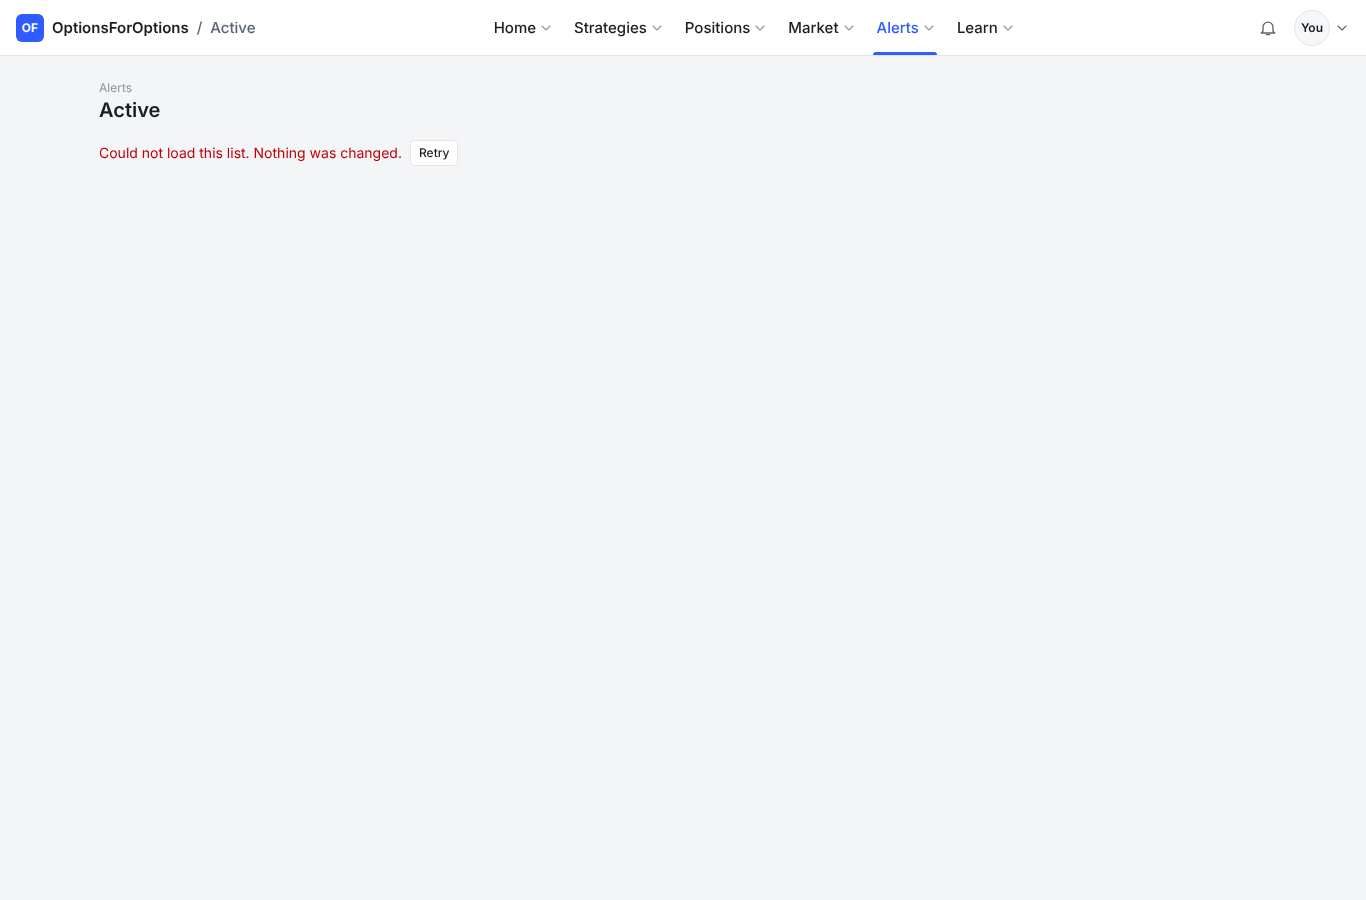 OF OptionsForOptions / Active Home Strategies Positions Market Alerts Learn You
Alerts
Active
Could not load this list. Nothing was changed. Retry